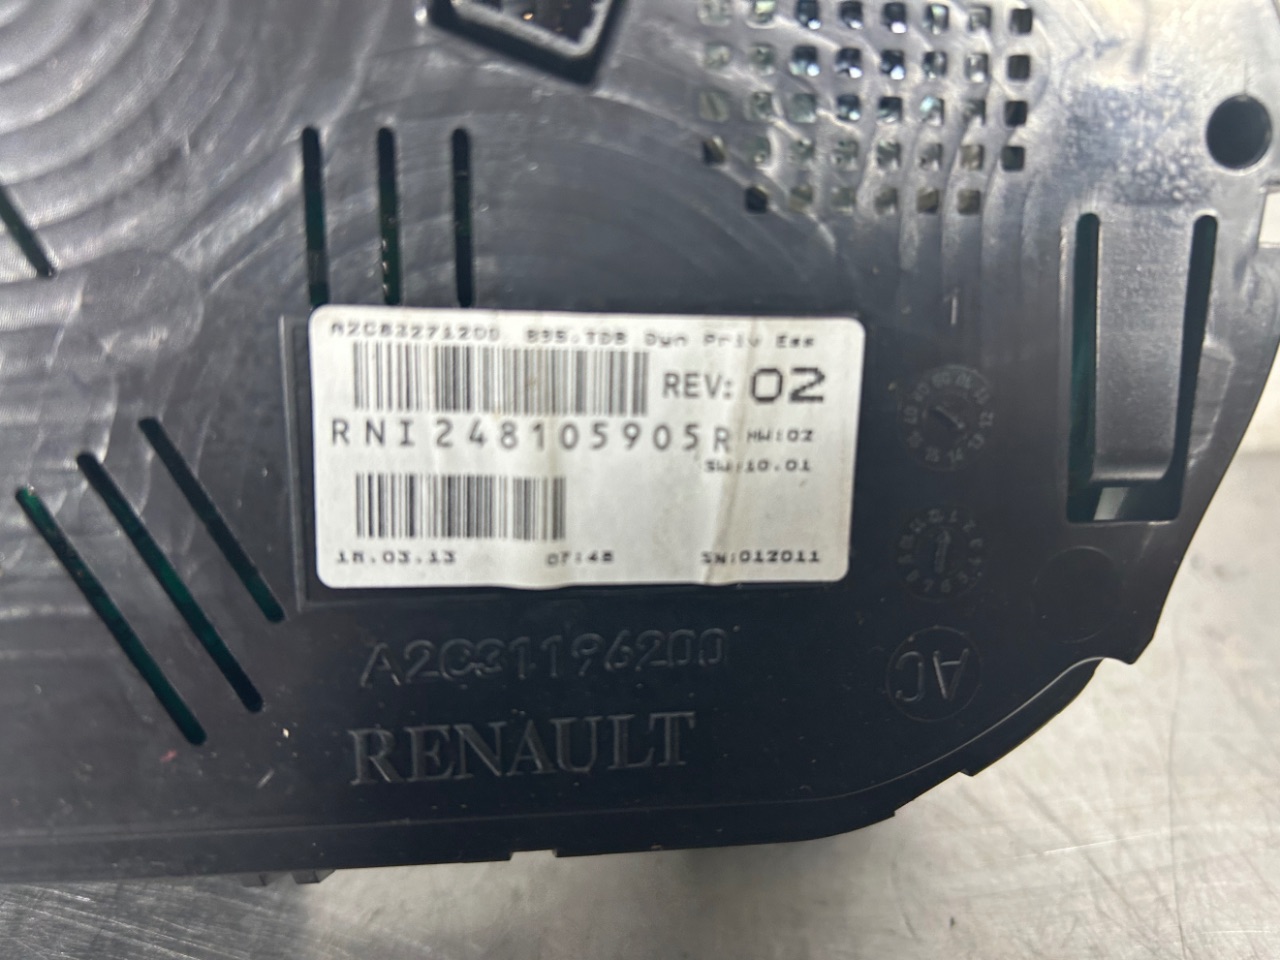 A2C83271200 B95.TDB Dyn Priv Ess
REV: 02
RNI248105905R HW:02
SW:10.01
18.03.13 07:48 SN:012011
A2C31196200
AC
RENAULT